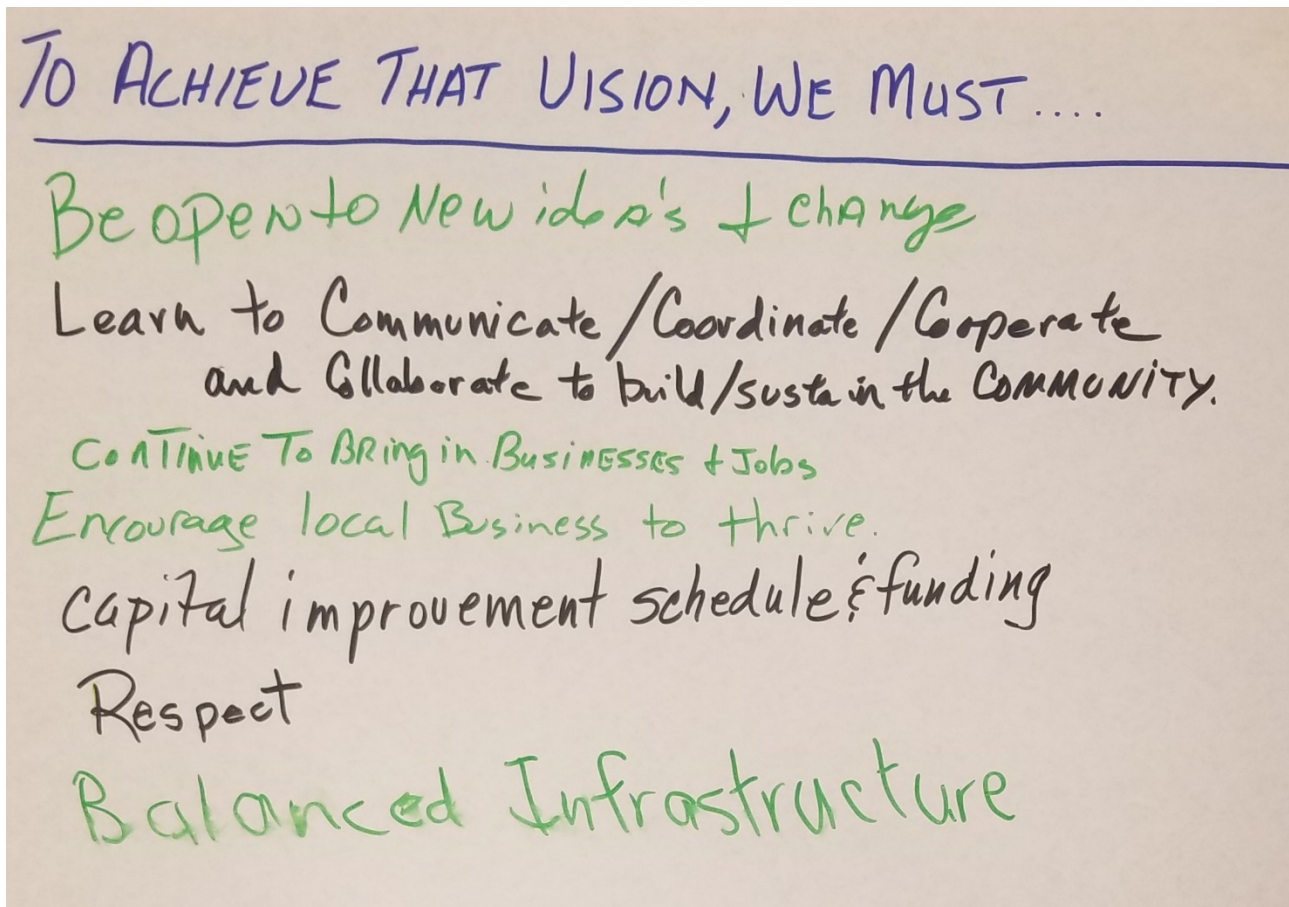 TO ACHIEVE THAT VISION, WE MUST....
Be open to New idea's + change
Learn to Communicate/Coordinate/Cooperate
and Collaborate to build/sustain the COMMUNITY.
CONTINUE TO BRing in BusinESSES + Jobs
Encourage local Business to thrive.
Capital improvement schedule & funding
Respect
Balanced Infrastructure